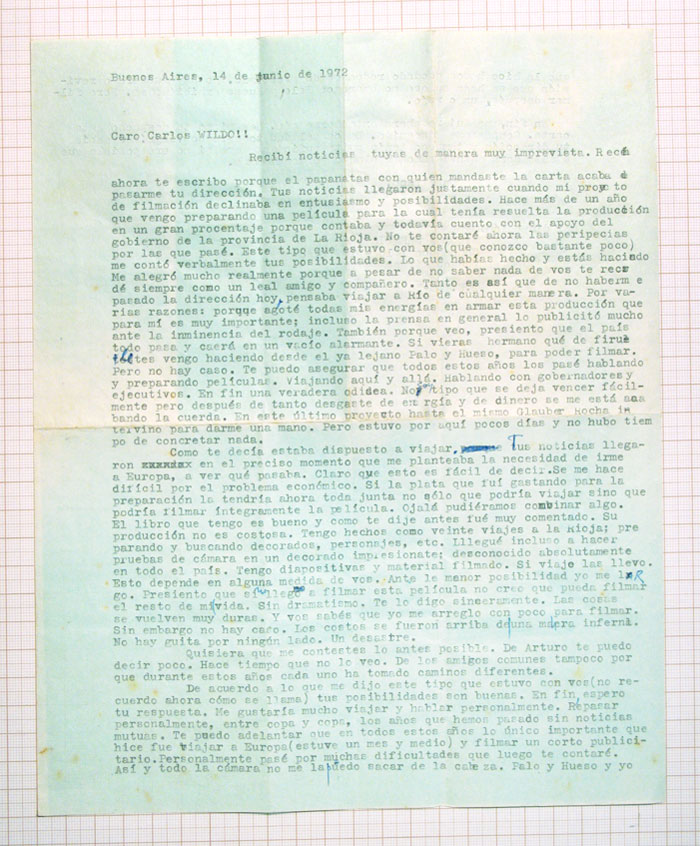 Buenos Aires, 14 de junio de 1972
Caro Carlos WILDO!!
Recibí noticias tuyas de manera muy imprevista. Recé
ahora te escribo porque el papanatas con quien mandaste la carta acaba d
pasarme tu dirección. Tus noticias llegaron justamente cuando mi proyeto
de filmación declinaba en entusiasmo y posibilidades. Hace más de un año
que vengo preparando una película para la cual tenía resuelta la producción
en un gran procentaje porque contaba y todavía cuento con el apoyo del
gobierno de la provincia de La Rioja. No te contaré ahora las peripecias
por las que pasé. Este tipo que estuvo con vos(que conozco bastante poco)
me contó verbalmente tus posibilidades. Lo que habías hecho y estás haciendo
Me alegró mucho realmente porque a pesar de no saber nada de vos te recor
dé siempre como un leal amigo y compañero. Tanto es así que de no haberme
pasado la dirección hoy, pensaba viajar a Río de cualquier manera. Por va-
rias razones: porque agoté todas mis energías en armar esta producción que
para mí es muy importante; incluso la prensa en general lo publicitó mucho
ante la inminencia del rodaje. También porque veo, presiento que el país
todo pasa y caerá en un vacío alarmante. Si vieras hermano qué de firule
tes vengo haciendo desde el ya lejano Palo y Hueso, para poder filmar.
Pero no hay caso. Te puedo asegurar que todos estos años los pasé hablando
y preparando películas. Viajando aquí y allá. Hablando con gobernadores y
ejecutivos. En fin una veradera odidea. No tipo que se deja vencer fácil-
mente pero después de tanto desgaste de energía y de dinero se me está aca
bando la cuerda. En este último proyecto hasta el mismo Glauber Rocha in
tervino para darme una mano. Pero estuvo por aquí pocos días y no hubo tiem
po de concretar nada.
Como te decía estaba dispuesto a viajar. Tus noticias llega-
ron en el preciso momento que me planteaba la necesidad de irme
a Europa, a ver qué pasaba. Claro que esto es fácil de decir.Se me hace
difícil por el problema económico. Si la plata que fuí gastando para la
preparación la tendría ahora toda junta no sólo que podría viajar sino que
podría filmar íntegramente la película. Ojalá pudiéramos combinar algo.
El libro que tengo es bueno y como te dije antes fué muy comentado. Su
producción no es costosa. Tengo hechos como veinte viajes a la Rioja; pre
parando y buscando decorados, personajes, etc. Lllegué incluso a hacer
pruebas de cámara en un decorado impresionate; desconocido absolutamente
en todo el país. Tengo diapositivas y material filmado. Si viajo las llevo.
Esto depende en alguna medida de vos. Ante le menor posibilidad yo me lar
go. Presiento que si no llego a filmar esta película no creo que pueda filmar
el resto de mi vida. Sin dramatismo. Te lo digo sinceramente. Las cosas
se vuelven muy duras. Y vos sabés que yo me arreglo con poco para filmar.
Sin embargo no hay caso. Los costos se fueron arriba de una manera infernal.
No hay guita por ningún lado. Un desastre.
Quisiera que me contestes lo antes posible. De Arturo te puedo
decir poco. Hace tiempo que no lo veo. De los amigos comunes tampoco por
que durante estos años cada uno ha tomado caminos diferentes.
De acuerdo a lo que me dijo este tipo que estuvo con vos(no re-
cuerdo ahora cómo se llama) tus posibilidades son buenas. En fin, espero
tu respuesta. Me gustaría mucho viajar y hablar personalmente. Repasar
personalmente, entre copa y copa, los años que hemos pasado sin noticias
mutuas. Te puedo adelantar que en todos estos años lo único importante que
hice fue viajar a Europa(estuve un mes y medio) y filmar un corto publici-
tario.Personalmente pasé por muchas dificultades que luego te contaré.
Así y todo la cámara no me la puedo sacar de la cabeza. Palo y Hueso y yo